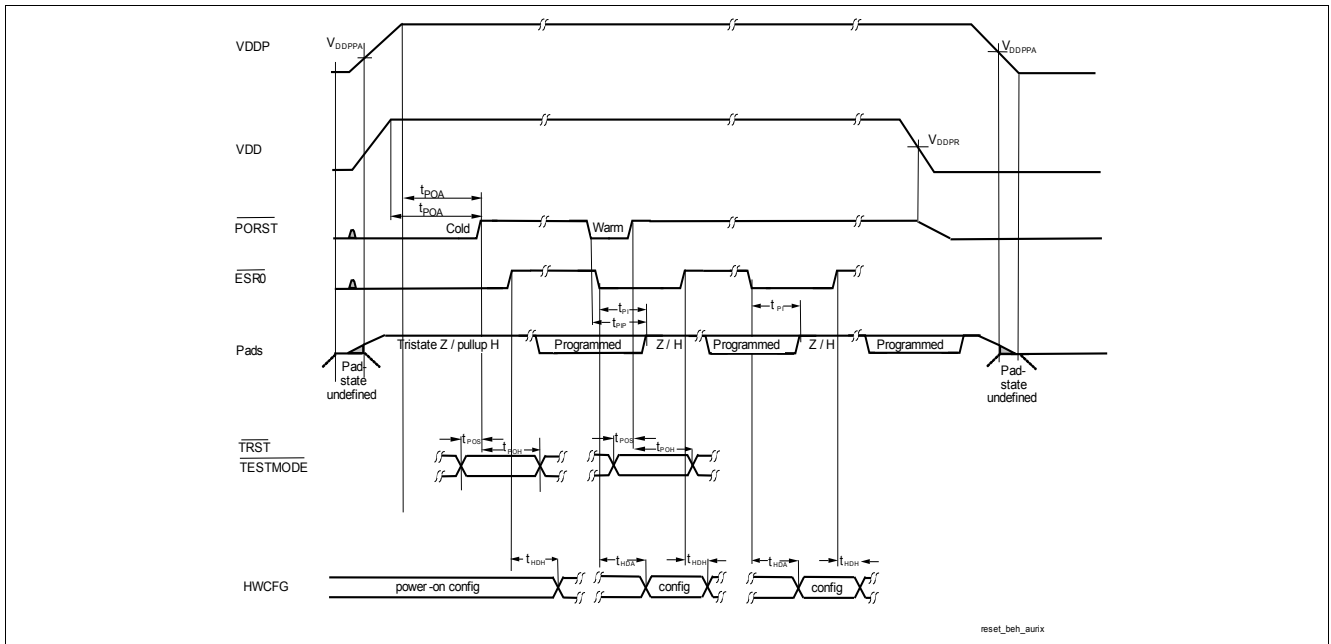 VDDP
VDDPPA
VDDPPA
VDD
VDDPR
tPOA
tPOA
PORST
Cold
Warm
ESR0
tPI
tPIP
tPI
Pads
Tristate Z / pullup H
Programmed
Z / H
Programmed
Z / H
Programmed
Pad-
state
undefined
Pad-
state
undefined
TRST
TESTMODE
tPOS
tPOH
tPOS
tPOH
tHDH
tHDA
tHDH
tHDA
tHDH
HWCFG
power -on config
config
config
reset_beh_aurix